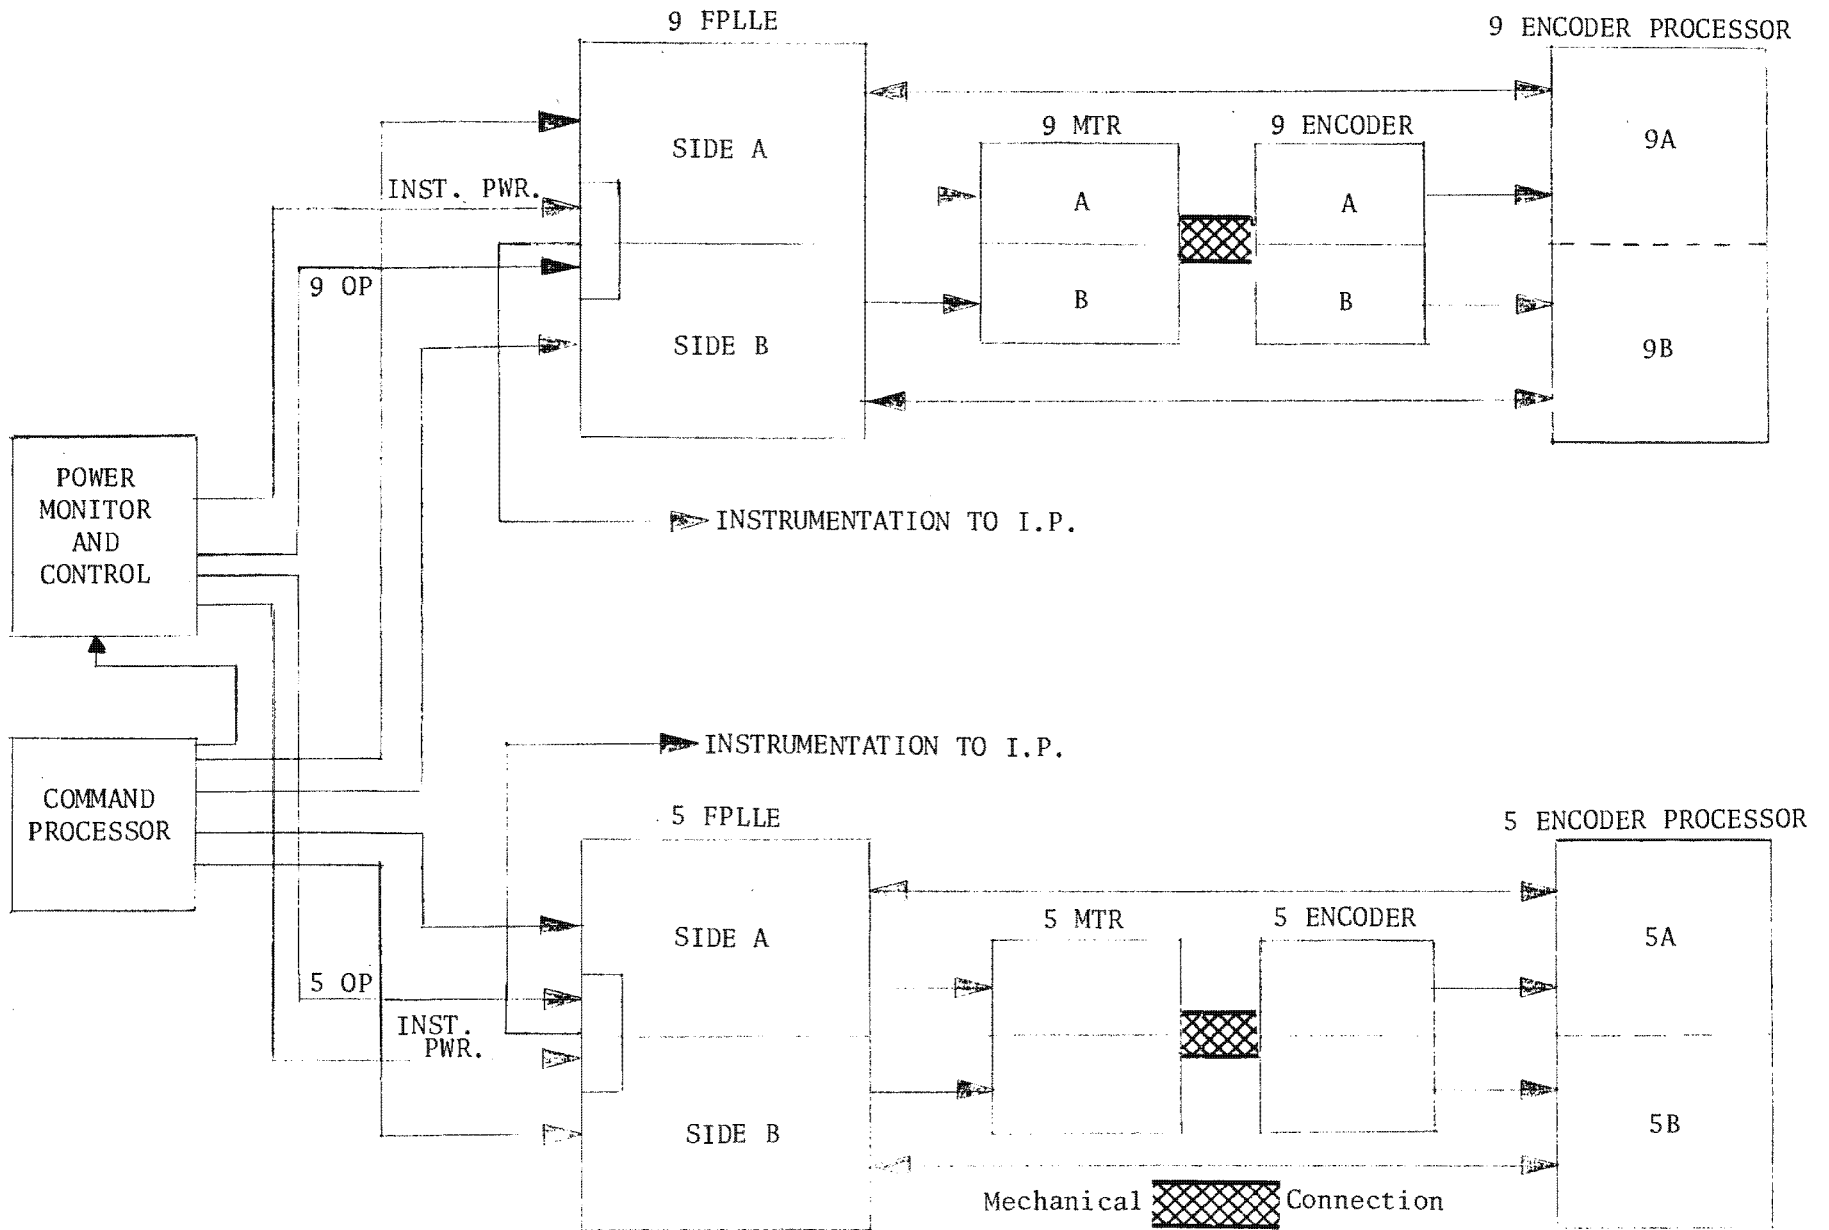 9 FPLLE
9 ENCODER PROCESSOR
9 MTR
9 ENCODER
SIDE A
9A
INST. PWR.
A
A
9 OP
B
B
SIDE B
9B
POWER
MONITOR
AND
CONTROL
INSTRUMENTATION TO I.P.
INSTRUMENTATION TO I.P.
COMMAND
PROCESSOR
5 FPLLE
5 ENCODER PROCESSOR
5 MTR
5 ENCODER
SIDE A
5A
5 OP
INST.
PWR.
SIDE B
5B
Mechanical Connection